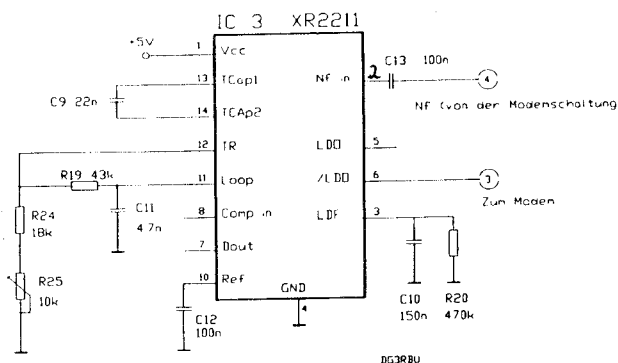 IC 3 XR2211
+5V
1 Vcc
13 TCap1
C9 22n
14 TCAp2
12 TR
R19 43k
11 Loop
R24
18k
C11
4.7n
8 Comp in
7 Dout
R25
10k
10 Ref
C12
100n
GND
4
Nf in 2
C13 100n
4
Nf (von der Modemschaltung
LDO 5
/LDO 6
3
Zum Modem
LDF 3
C10
150n
R20
470k
DG3RBU